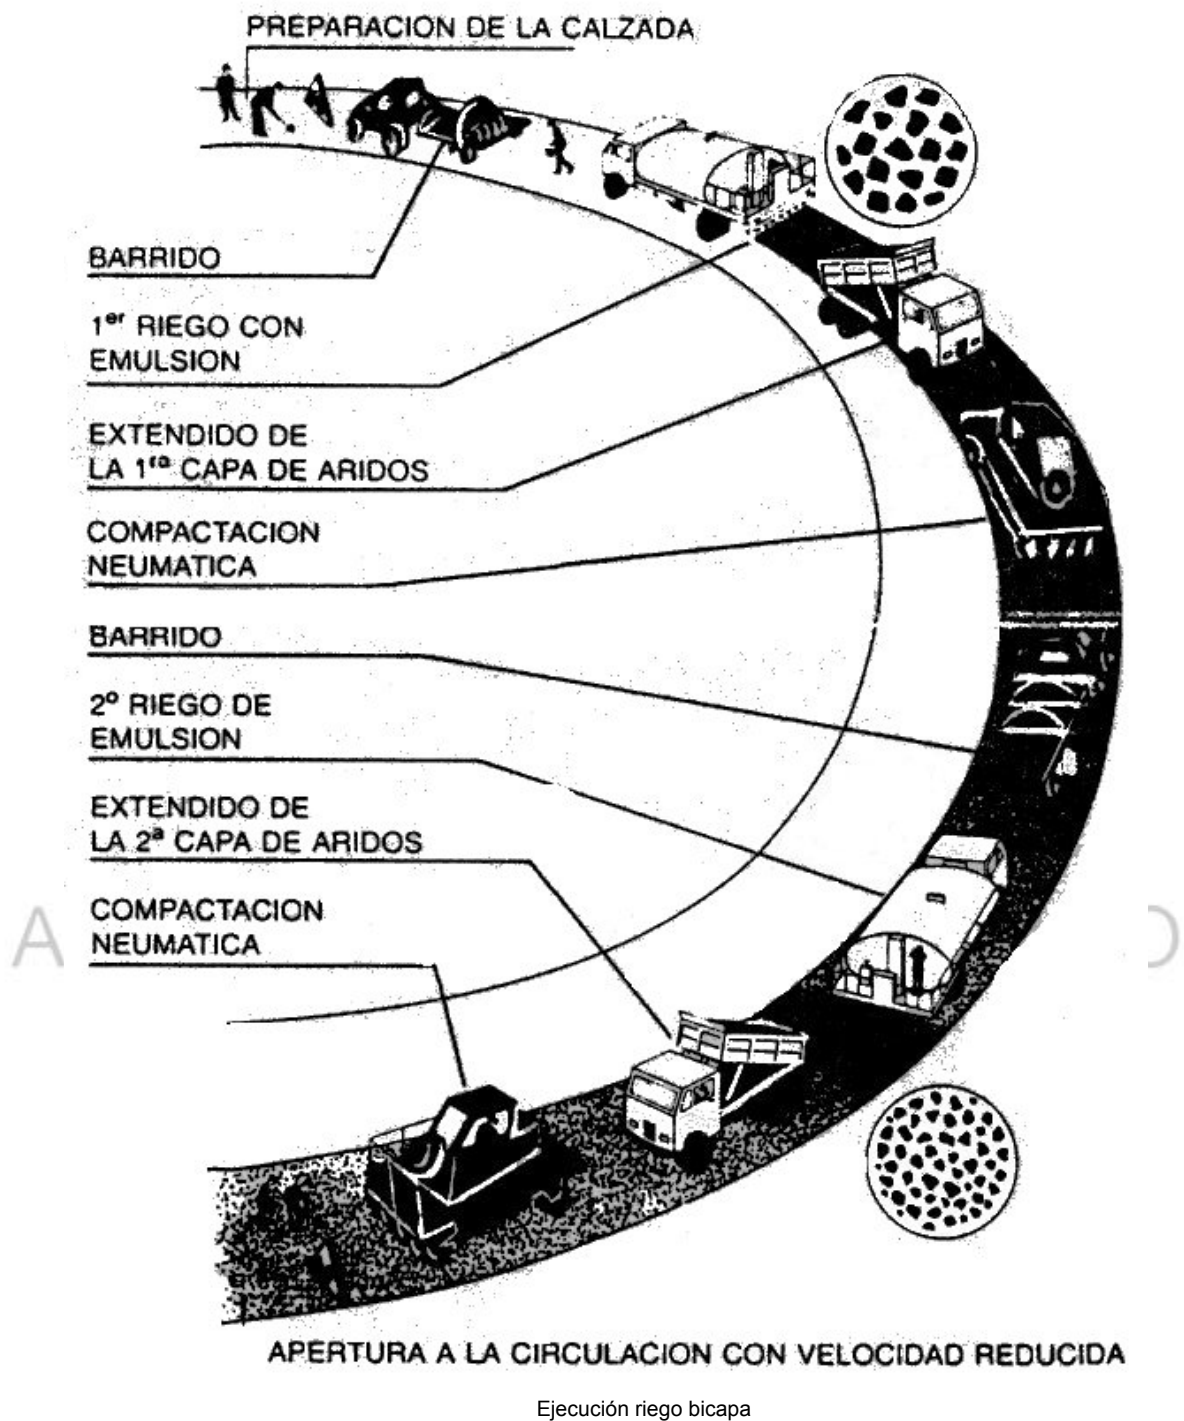 PREPARACION DE LA CALZADA
BARRIDO
1er RIEGO CON
EMULSION
EXTENDIDO DE
LA 1ra CAPA DE ARIDOS
COMPACTACION
NEUMATICA
BARRIDO
2º RIEGO DE
EMULSION
EXTENDIDO DE
LA 2ª CAPA DE ARIDOS
COMPACTACION
NEUMATICA
APERTURA A LA CIRCULACION CON VELOCIDAD REDUCIDA
Ejecución riego bicapa